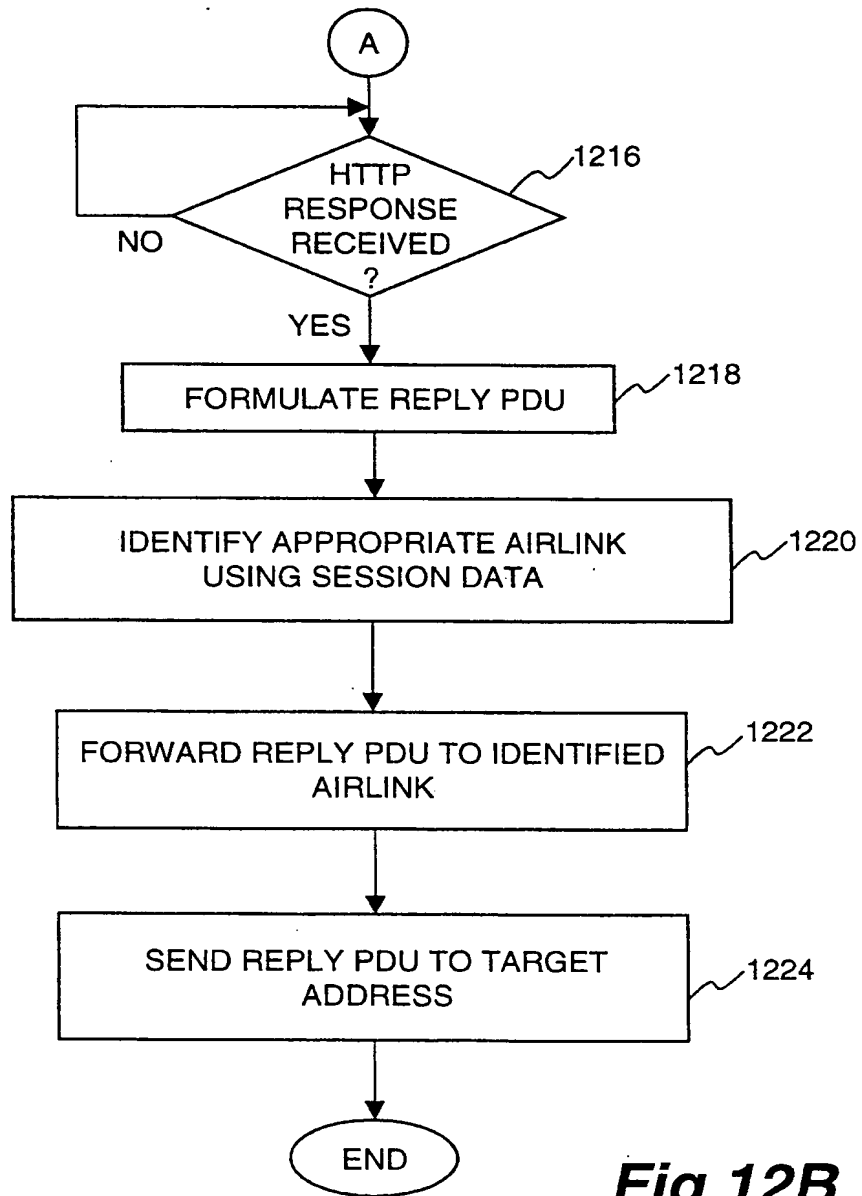 A
HTTP
RESPONSE
RECEIVED
?
1216
NO
YES
FORMULATE REPLY PDU
1218
IDENTIFY APPROPRIATE AIRLINK
USING SESSION DATA
1220
FORWARD REPLY PDU TO IDENTIFIED
AIRLINK
1222
SEND REPLY PDU TO TARGET
ADDRESS
1224
END
Fig.12B